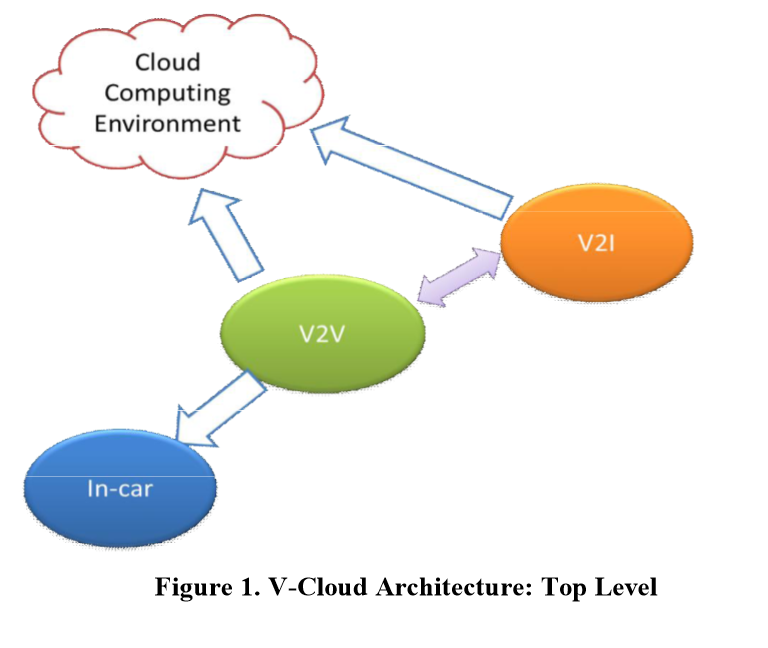 Cloud
Computing
Environment
V2I
V2V
In-car
Figure 1. V-Cloud Architecture: Top Level